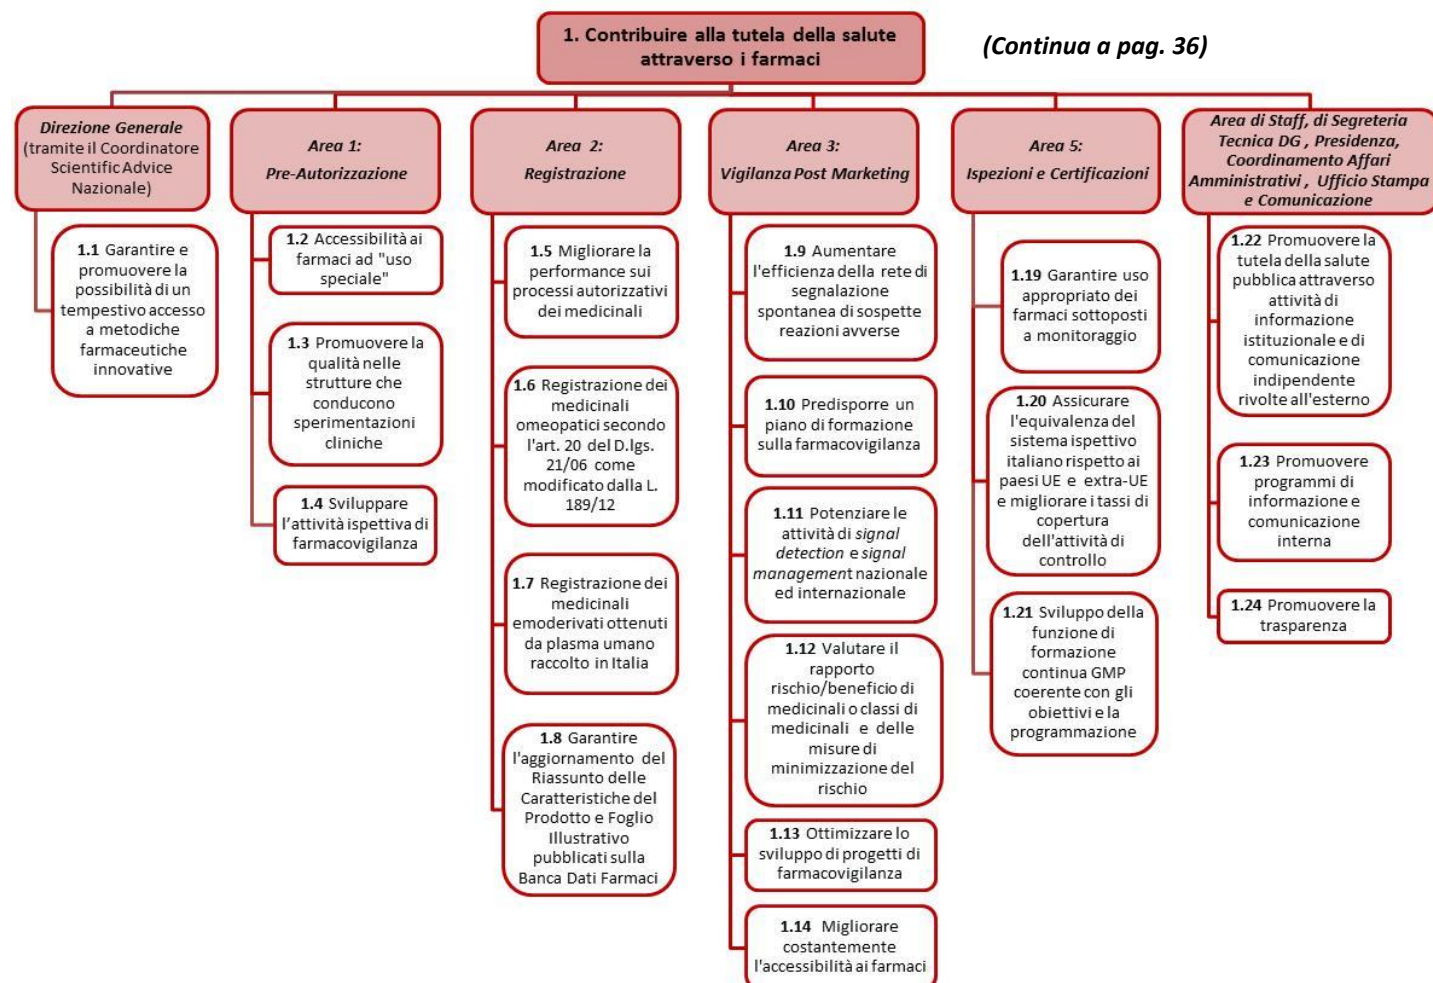 1. Contribuire alla tutela della salute
attraverso i farmaci
(Continua a pag. 36)
Direzione Generale
(tramite il Coordinatore
Scientific Advice
Nazionale)
1.1 Garantire e
promuovere la
possibilità di un
tempestivo accesso
a metodiche
farmaceutiche
innovative
Area 1:
Pre-Autorizzazione
1.2 Accessibilità ai
farmaci ad "uso
speciale"
1.3 Promuovere la
qualità nelle
strutture che
conducono
sperimentazioni
cliniche
1.4 Sviluppare
l’attività ispettiva di
farmacovigilanza
Area 2:
Registrazione
1.5 Migliorare la
performance sui
processi autorizzativi
dei medicinali
1.6 Registrazione dei
medicinali
omeopatici secondo
l'art. 20 del D.lgs.
21/06 come
modificato dalla L.
189/12
1.7 Registrazione dei
medicinali
emoderivati ottenuti
da plasma umano
raccolto in Italia
1.8 Garantire
l'aggiornamento del
Riassunto delle
Caratteristiche del
Prodotto e Foglio
Illustrativo
pubblicati sulla
Banca Dati Farmaci
Area 3:
Vigilanza Post Marketing
1.9 Aumentare
l'efficienza della rete di
segnalazione
spontanea di sospette
reazioni avverse
1.10 Predisporre un
piano di formazione
sulla farmacovigilanza
1.11 Potenziare le
attività di signal
detection e signal
management nazionale
ed internazionale
1.12 Valutare il
rapporto
rischio/beneficio di
medicinali o classi di
medicinali e delle
misure di
minimizzazione del
rischio
1.13 Ottimizzare lo
sviluppo di progetti di
farmacovigilanza
1.14 Migliorare
costantemente
l'accessibilità ai farmaci
Area 5:
Ispezioni e Certificazioni
1.19 Garantire uso
appropriato dei
farmaci sottoposti
a monitoraggio
1.20 Assicurare
l'equivalenza del
sistema ispettivo
italiano rispetto ai
paesi UE e extra-UE
e migliorare i tassi di
copertura
dell'attività di
controllo
1.21 Sviluppo della
funzione di
formazione
continua GMP
coerente con gli
obiettivi e la
programmazione
Area di Staff, di Segreteria
Tecnica DG , Presidenza,
Coordinamento Affari
Amministrativi , Ufficio Stampa
e Comunicazione
1.22 Promuovere la
tutela della salute
pubblica attraverso
attività di
informazione
istituzionale e di
comunicazione
indipendente
rivolte all'esterno
1.23 Promuovere
programmi di
informazione e
comunicazione
interna
1.24 Promuovere la
trasparenza